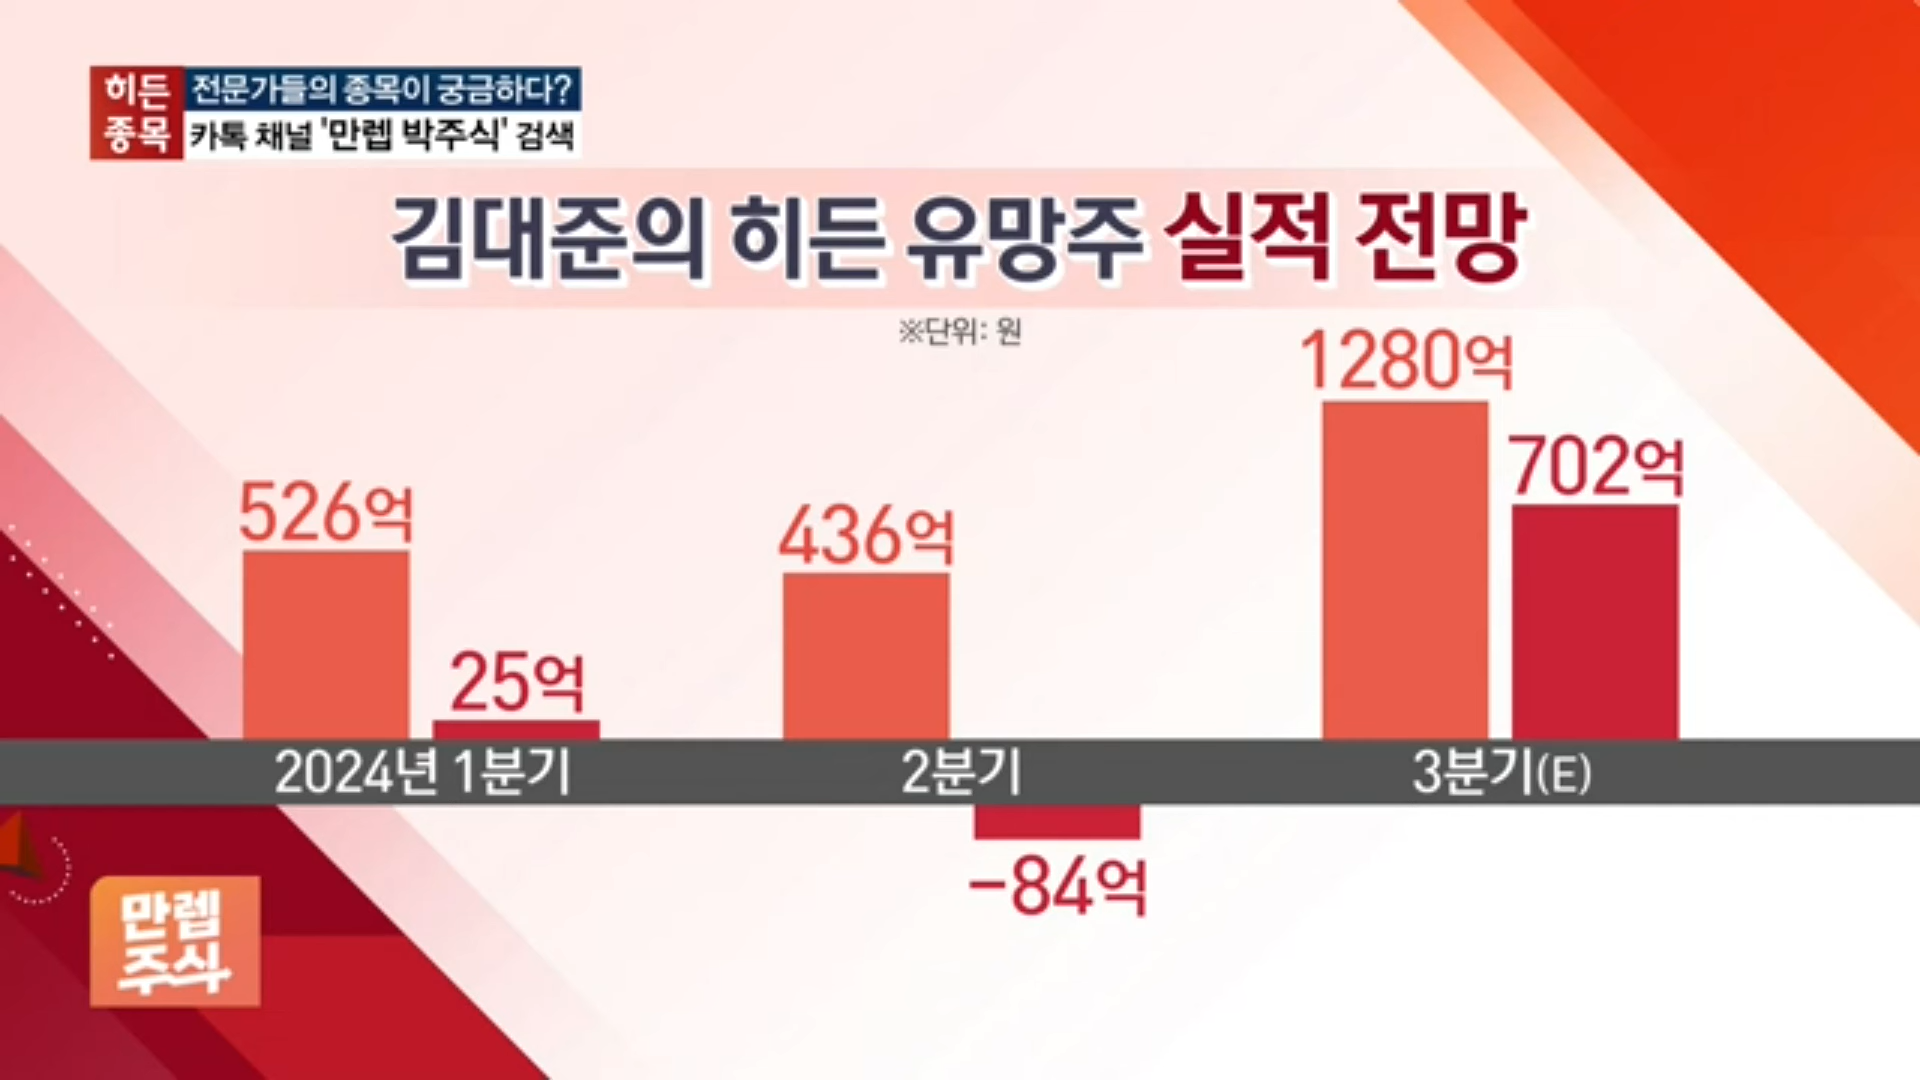 히든
종목
전문가들의 종목이 궁금하다?
카톡 채널 '만렙 박주식' 검색
김대준의 히든 유망주 실적 전망
※단위: 원
526억
25억
436억
-84억
1280억
702억
2024년 1분기
2분기
3분기(E)
만렙
주식